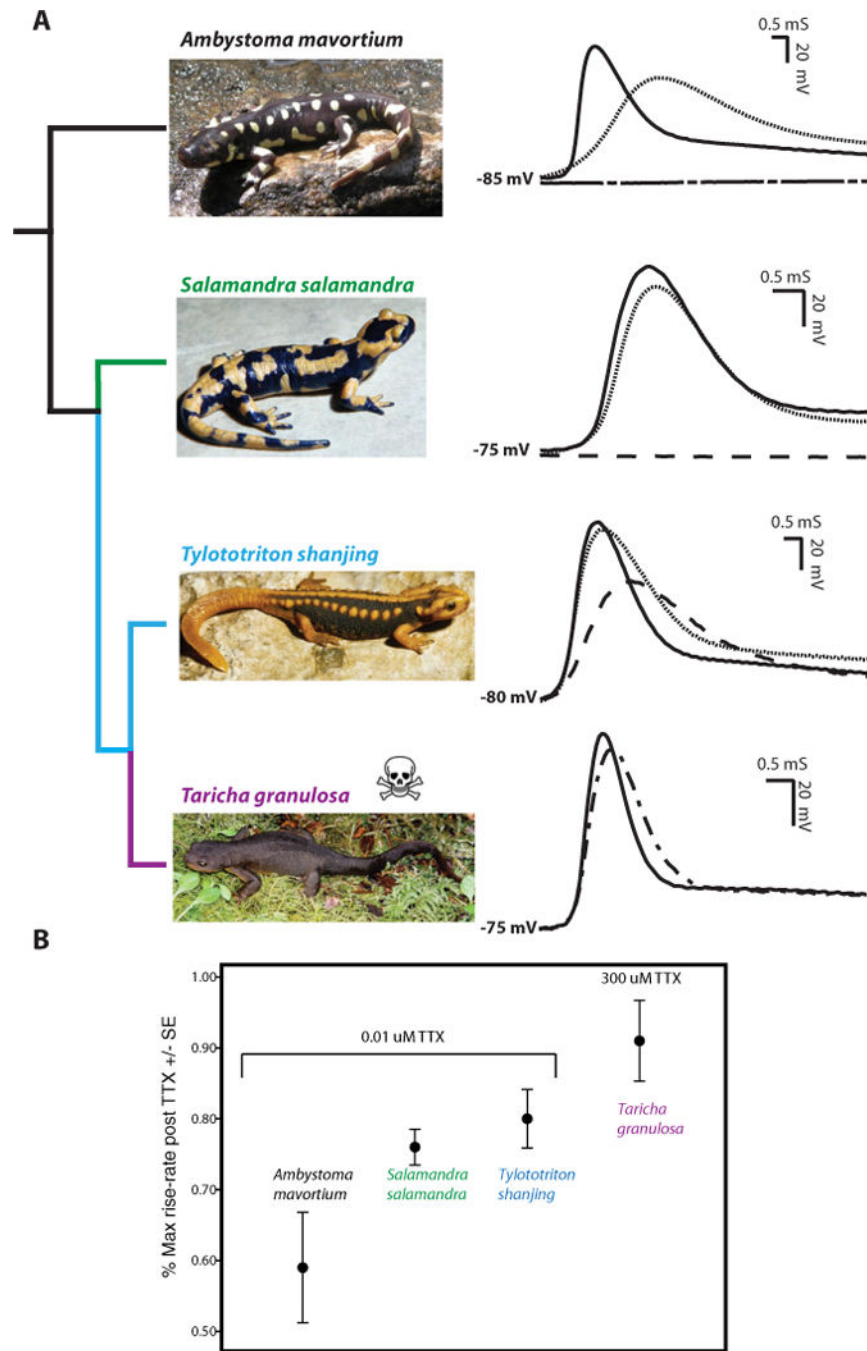 A
Ambystoma mavortium
0.5 mS
20 mV
-85 mV
Salamandra salamandra
0.5 mS
20 mV
-75 mV
Tylototriton shanjing
0.5 mS
20 mV
-80 mV
Taricha granulosa
0.5 mS
20 mV
-75 mV
B
% Max rise-rate post TTX +/- SE
1.00
0.90
0.80
0.70
0.60
0.50
0.01 uM TTX
300 uM TTX
Ambystoma
mavortium
Salamandra
salamandra
Tylototriton
shanjing
Taricha
granulosa